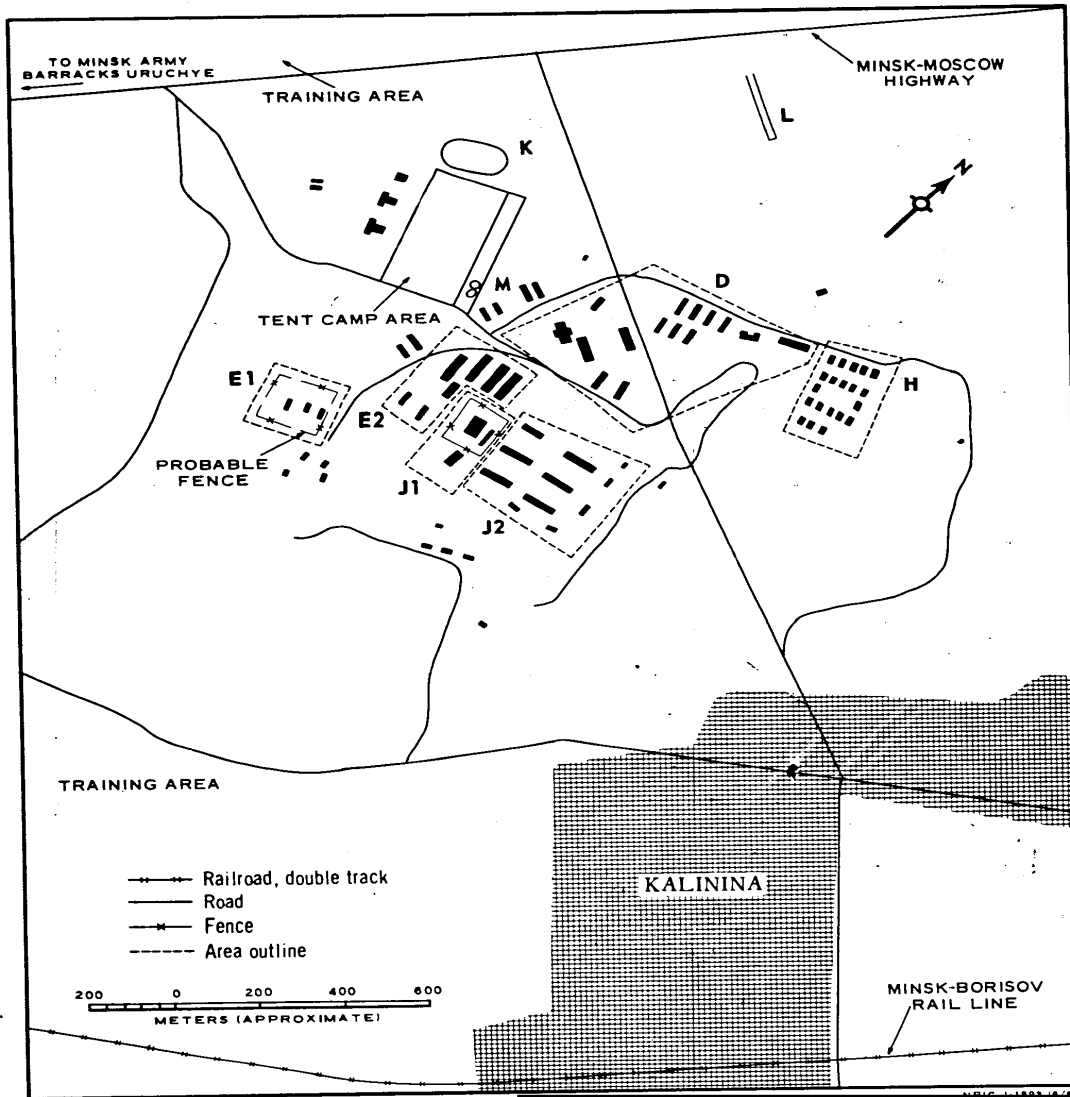 TO MINSK ARMY
BARRACKS URUCHYE
TRAINING AREA
MINSK-MOSCOW
HIGHWAY
L
K
N
M
D
TENT CAMP AREA
H
E1
E2
PROBABLE
FENCE
J1
J2
TRAINING AREA
Railroad, double track
Road
Fence
Area outline
KALININA
200 0 200 400 600
METERS (APPROXIMATE)
MINSK-BORISOV
RAIL LINE